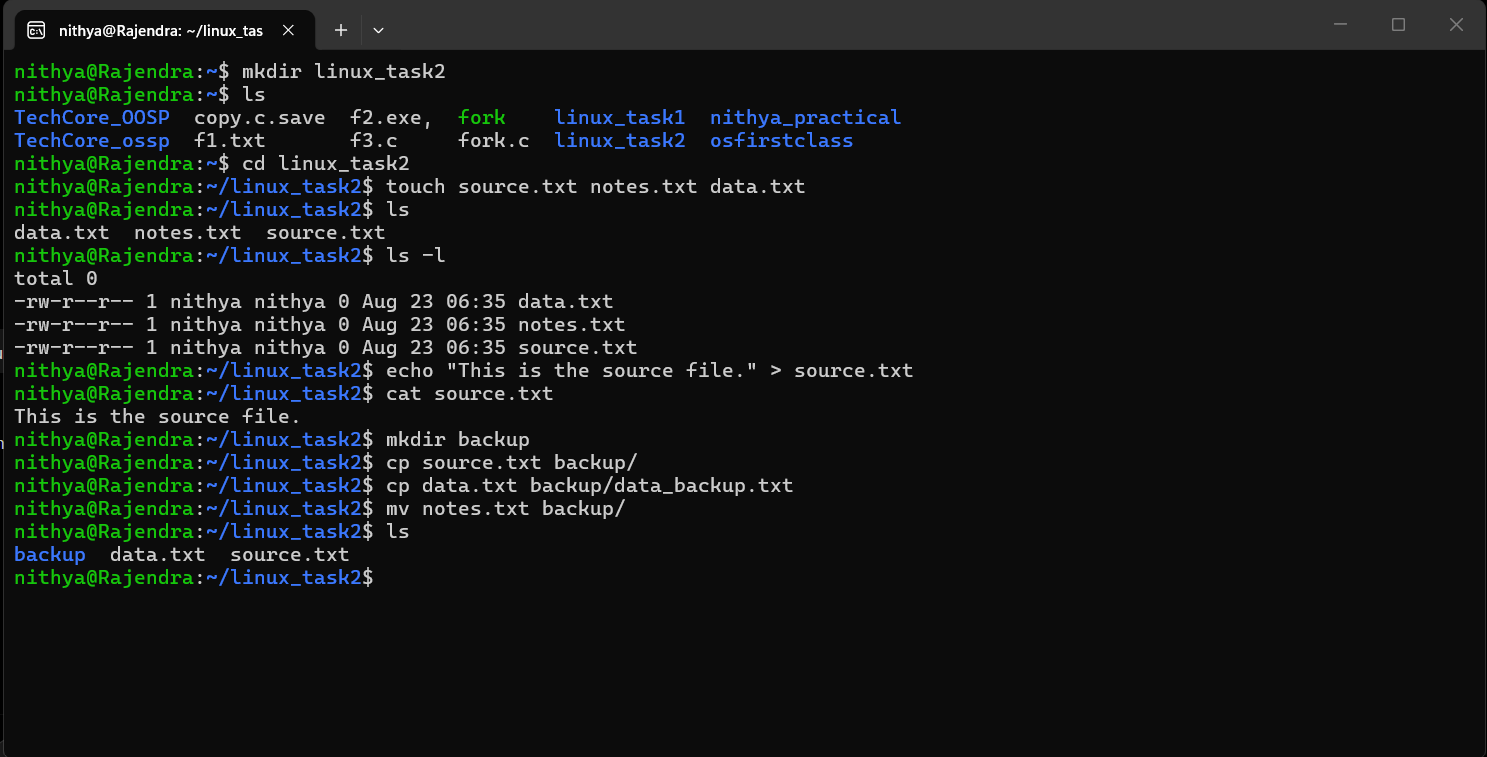 nithya@Rajendra: ~/linux_tas
nithya@Rajendra:~$ mkdir linux_task2
nithya@Rajendra:~$ ls
TechCore_OOSP  copy.c.save  f2.exe,  fork    linux_task1  nithya_practical
TechCore_ossp  f1.txt       f3.c     fork.c  linux_task2  osfirstclass
nithya@Rajendra:~$ cd linux_task2
nithya@Rajendra:~/linux_task2$ touch source.txt notes.txt data.txt
nithya@Rajendra:~/linux_task2$ ls
data.txt  notes.txt  source.txt
nithya@Rajendra:~/linux_task2$ ls -l
total 0
-rw-r--r-- 1 nithya nithya 0 Aug 23 06:35 data.txt
-rw-r--r-- 1 nithya nithya 0 Aug 23 06:35 notes.txt
-rw-r--r-- 1 nithya nithya 0 Aug 23 06:35 source.txt
nithya@Rajendra:~/linux_task2$ echo "This is the source file." > source.txt
nithya@Rajendra:~/linux_task2$ cat source.txt
This is the source file.
nithya@Rajendra:~/linux_task2$ mkdir backup
nithya@Rajendra:~/linux_task2$ cp source.txt backup/
nithya@Rajendra:~/linux_task2$ cp data.txt backup/data_backup.txt
nithya@Rajendra:~/linux_task2$ mv notes.txt backup/
nithya@Rajendra:~/linux_task2$ ls
backup  data.txt  source.txt
nithya@Rajendra:~/linux_task2$